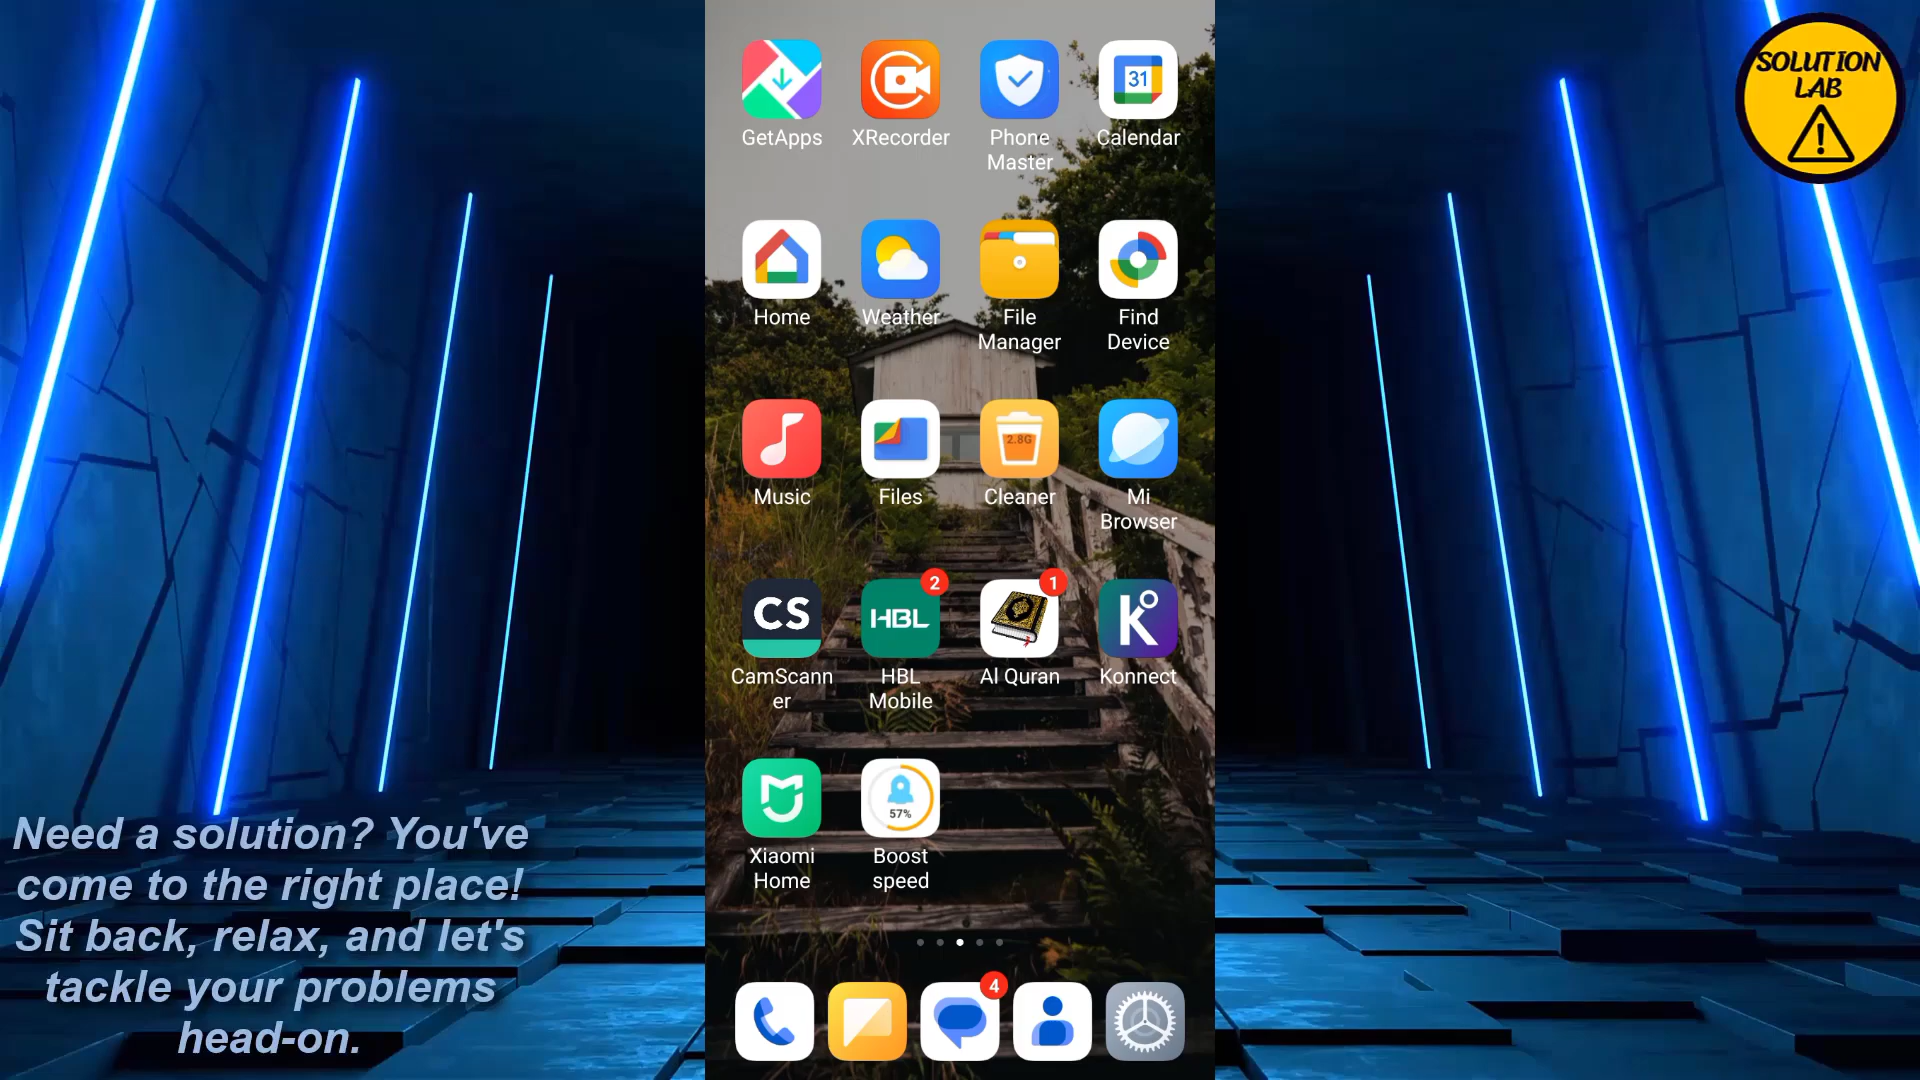 SOLUTION
LAB
GetApps
XRecorder
Phone
Master
31
Calendar
Home
Weather
File
Manager
Find
Device
Music
Files
2.8G
Cleaner
Mi
Browser
CS
CamScann
er
2
HBL
HBL
Mobile
1
Al Quran
K
Konnect
Xiaomi
Home
57%
Boost
speed
4
Need a solution? You've
come to the right place!
Sit back, relax, and let's
tackle your problems
head-on.